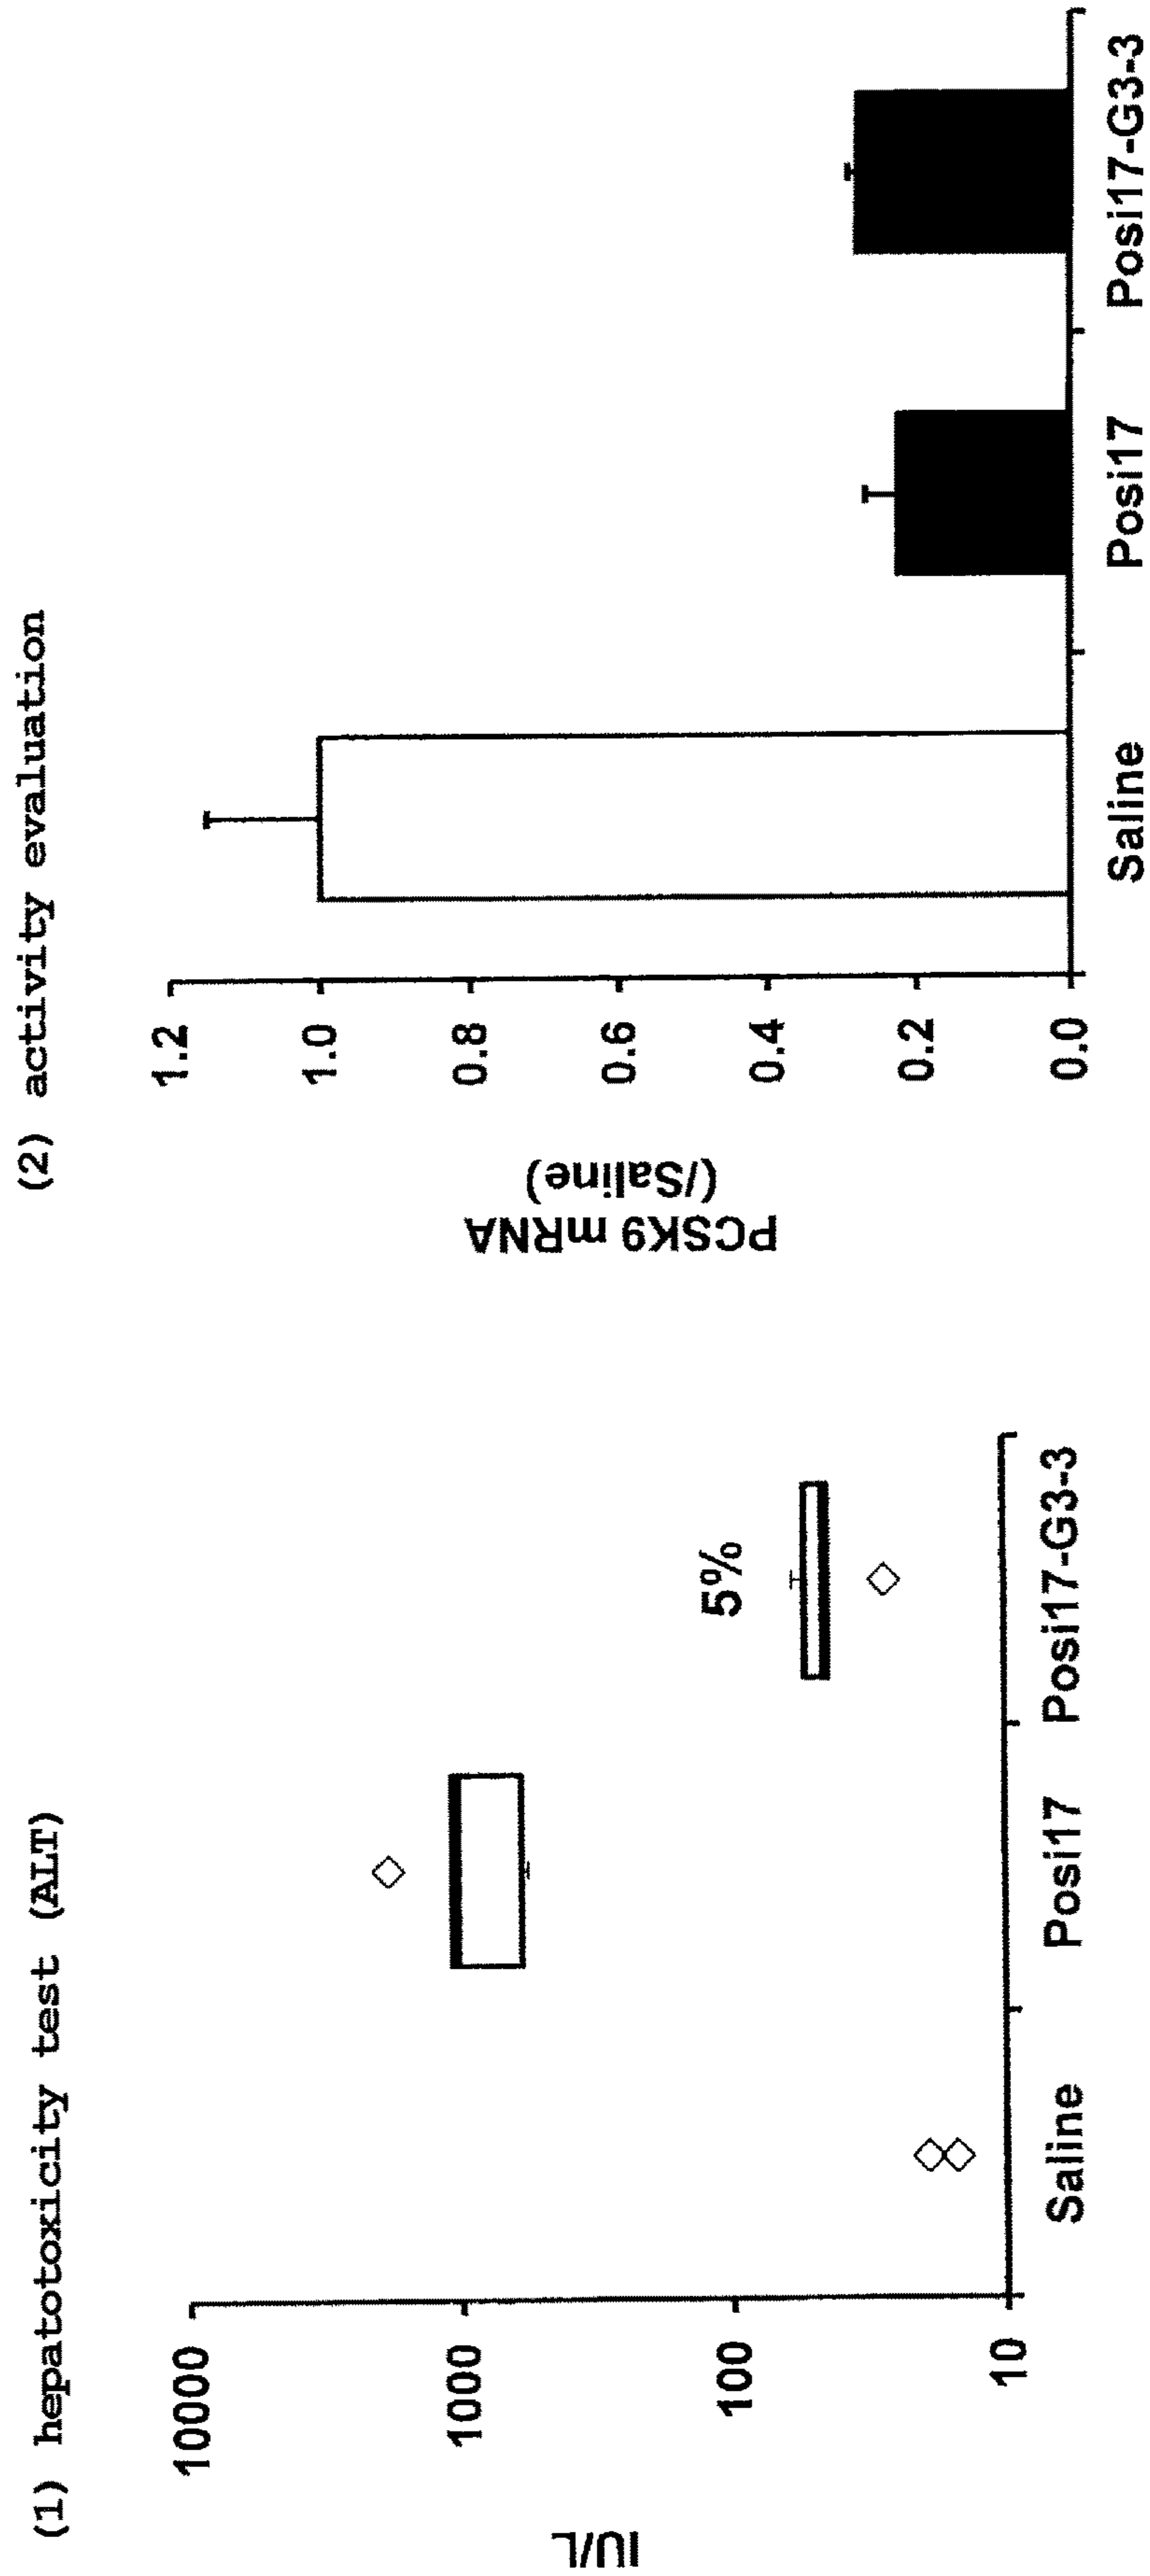 (1) hepatotoxicity test (ALT)
10000
1000
100
10
IU/L
5%
Saline
Posi17
Posi17-G3-3
(2) activity evaluation
1.2
1.0
0.8
0.6
0.4
0.2
0.0
PCSK9 mRNA
(/Saline)
Saline
Posi17
Posi17-G3-3